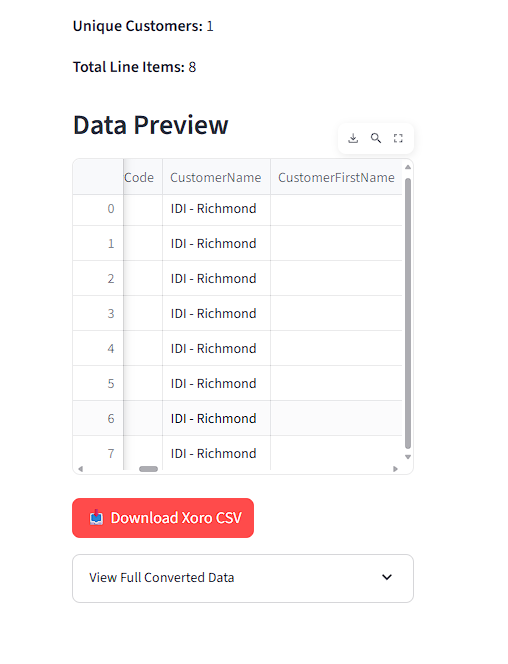 Unique Customers: 1
Total Line Items: 8
Data Preview
Code CustomerName CustomerFirstName
0 IDI - Richmond
1 IDI - Richmond
2 IDI - Richmond
3 IDI - Richmond
4 IDI - Richmond
5 IDI - Richmond
6 IDI - Richmond
7 IDI - Richmond
Download Xoro CSV
View Full Converted Data